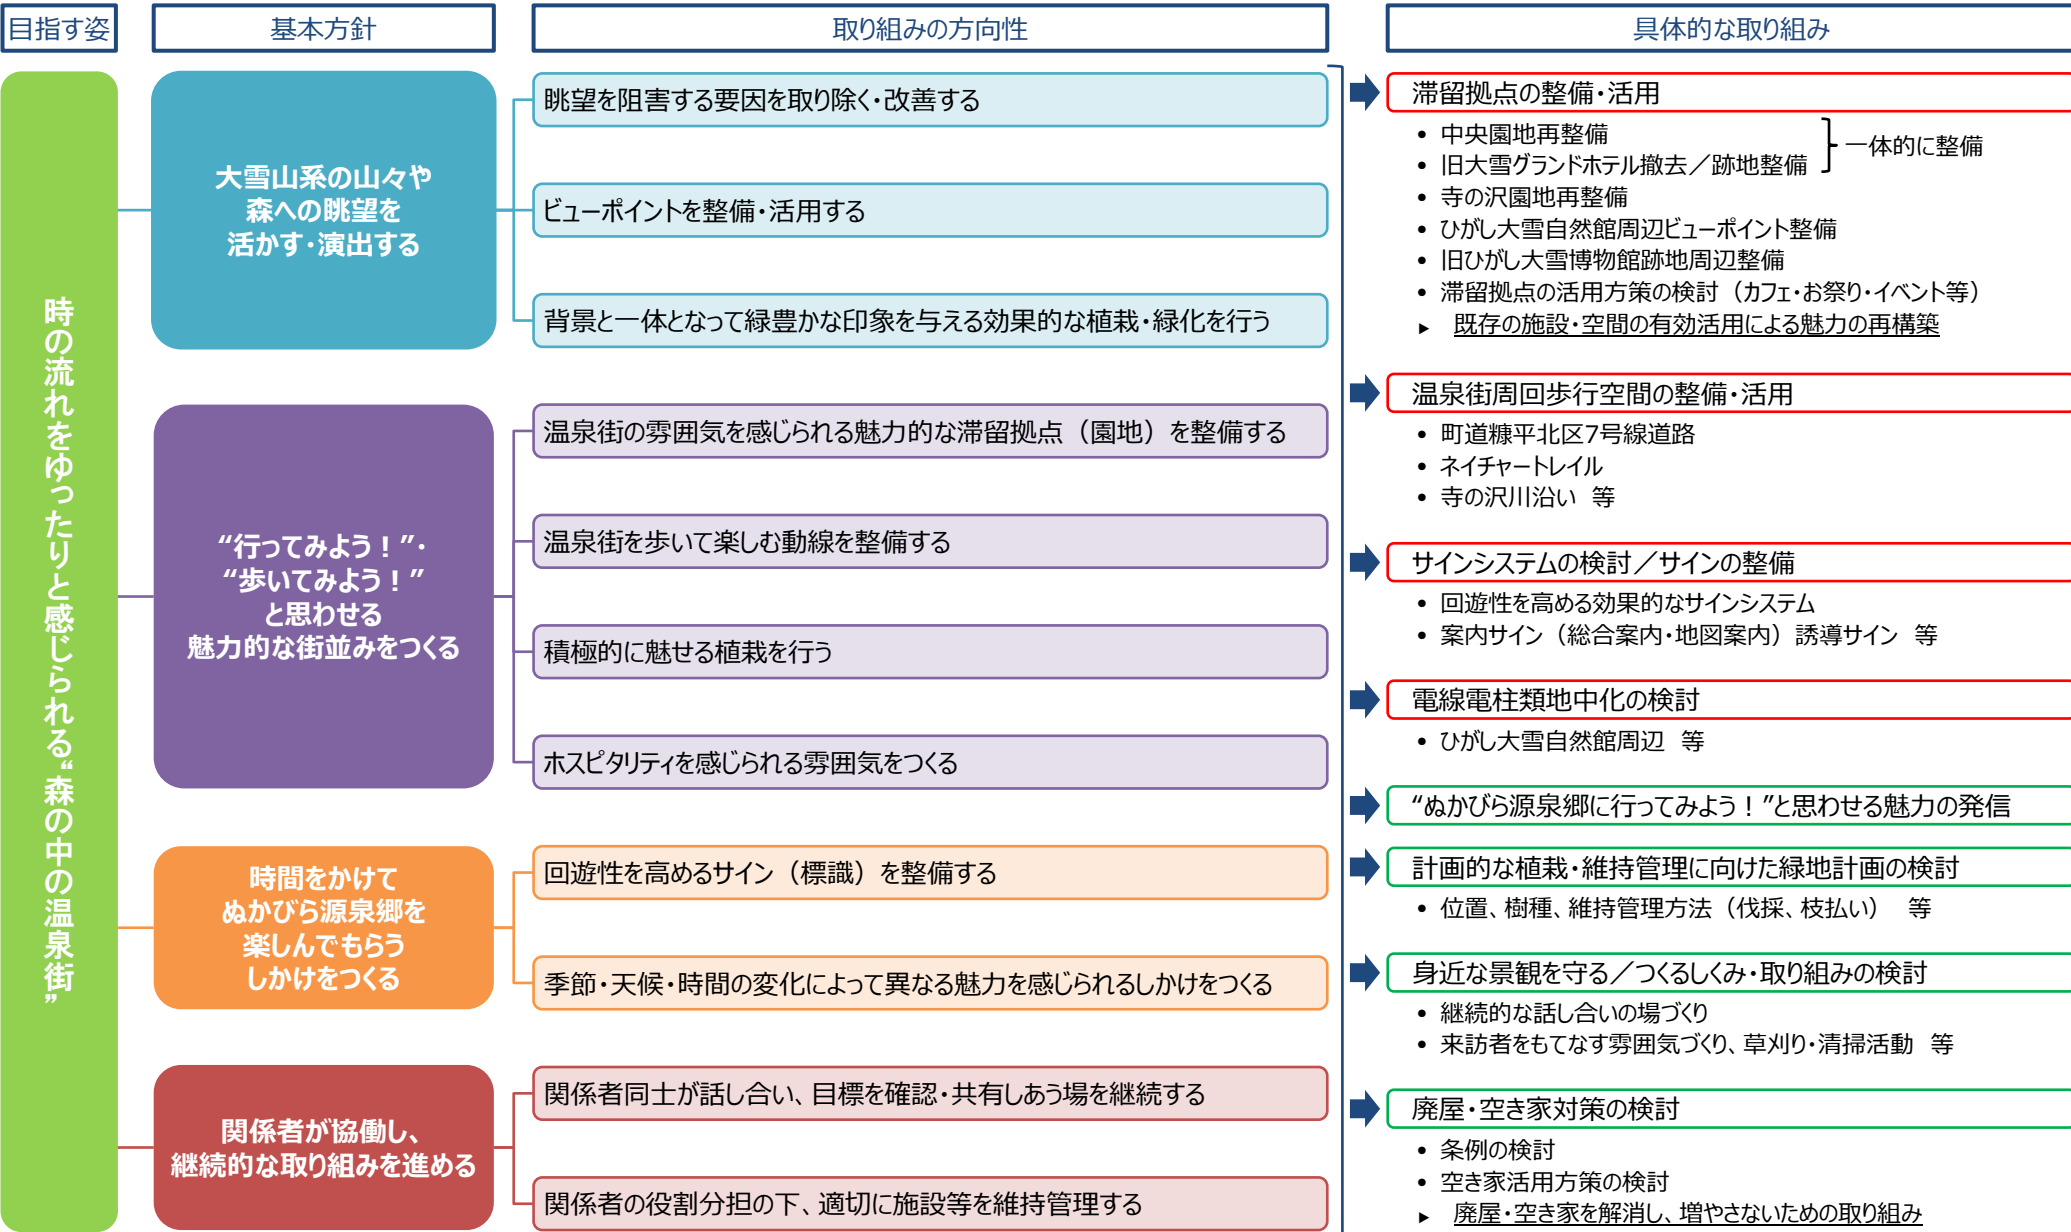 目指す姿
基本方針
取り組みの方向性
具体的な取り組み
時の流れをゆったりと感じられる“森の中の温泉街”
大雪山系の山々や
森への眺望を
活かす・演出する
眺望を阻害する要因を取り除く・改善する
ビューポイントを整備・活用する
背景と一体となって緑豊かな印象を与える効果的な植栽・緑化を行う
“行ってみよう！”・
“歩いてみよう！”
と思わせる
魅力的な街並みをつくる
温泉街の雰囲気を感じられる魅力的な滞留拠点（園地）を整備する
温泉街を歩いて楽しむ動線を整備する
積極的に魅せる植栽を行う
ホスピタリティを感じられる雰囲気をつくる
時間をかけて
ぬかびら源泉郷を
楽しんでもらう
しかけをつくる
回遊性を高めるサイン（標識）を整備する
季節・天候・時間の変化によって異なる魅力を感じられるしかけをつくる
関係者が協働し、
継続的な取り組みを進める
関係者同士が話し合い、目標を確認・共有しあう場を継続する
関係者の役割分担の下、適切に施設等を維持管理する
滞留拠点の整備・活用
• 中央園地再整備
• 旧大雪グランドホテル撤去／跡地整備
一体的に整備
• 寺の沢園地再整備
• ひがし大雪自然館周辺ビューポイント整備
• 旧ひがし大雪博物館跡地周辺整備
• 滞留拠点の活用方策の検討（カフェ・お祭り・イベント等）
► 既存の施設・空間の有効活用による魅力の再構築
温泉街周回歩行空間の整備・活用
• 町道糠平北区7号線道路
• ネイチャートレイル
• 寺の沢川沿い 等
サインシステムの検討／サインの整備
• 回遊性を高める効果的なサインシステム
• 案内サイン（総合案内・地図案内）誘導サイン 等
電線電柱類地中化の検討
• ひがし大雪自然館周辺 等
“ぬかびら源泉郷に行ってみよう！”と思わせる魅力の発信
計画的な植栽・維持管理に向けた緑地計画の検討
• 位置、樹種、維持管理方法（伐採、枝払い） 等
身近な景観を守る／つくるしくみ・取り組みの検討
• 継続的な話し合いの場づくり
• 来訪者をもてなす雰囲気づくり、草刈り・清掃活動 等
廃屋・空き家対策の検討
• 条例の検討
• 空き家活用方策の検討
► 廃屋・空き家を解消し、増やさないための取り組み